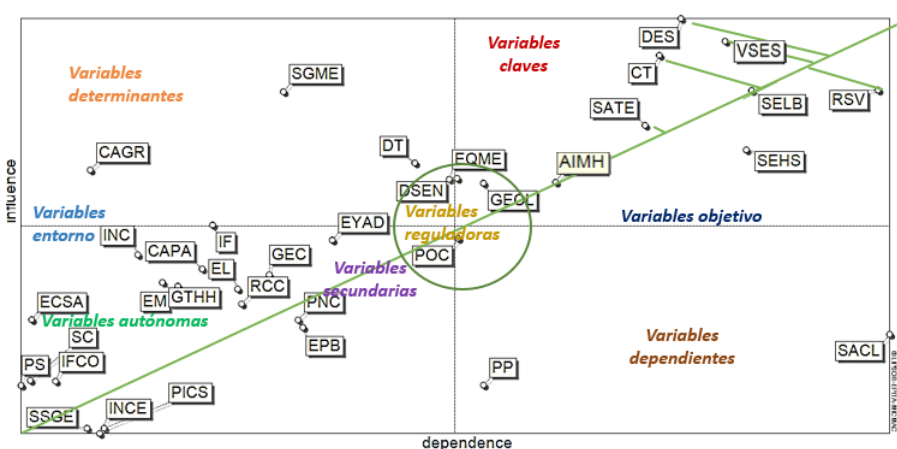 Variables
determinantes
SGME
Variables
claves
DES
VSES
CT
SELB
RSV
SATE
CAGR
DT
EQME
AIMH
SEHS
DSEN
GEOL
influence
Variables
entorno
Variables
reguladoras
Variables objetivo
INC
CAPA
IF
EYAD
EL
GEC
POC
Variables
secundarias
EM
GTHH
RCC
ECSA
Variables autónomas
PNC
SC
EPB
Variables
dependientes
SACL
PS
IFCO
PP
PICS
SSGE
INCE
dependence